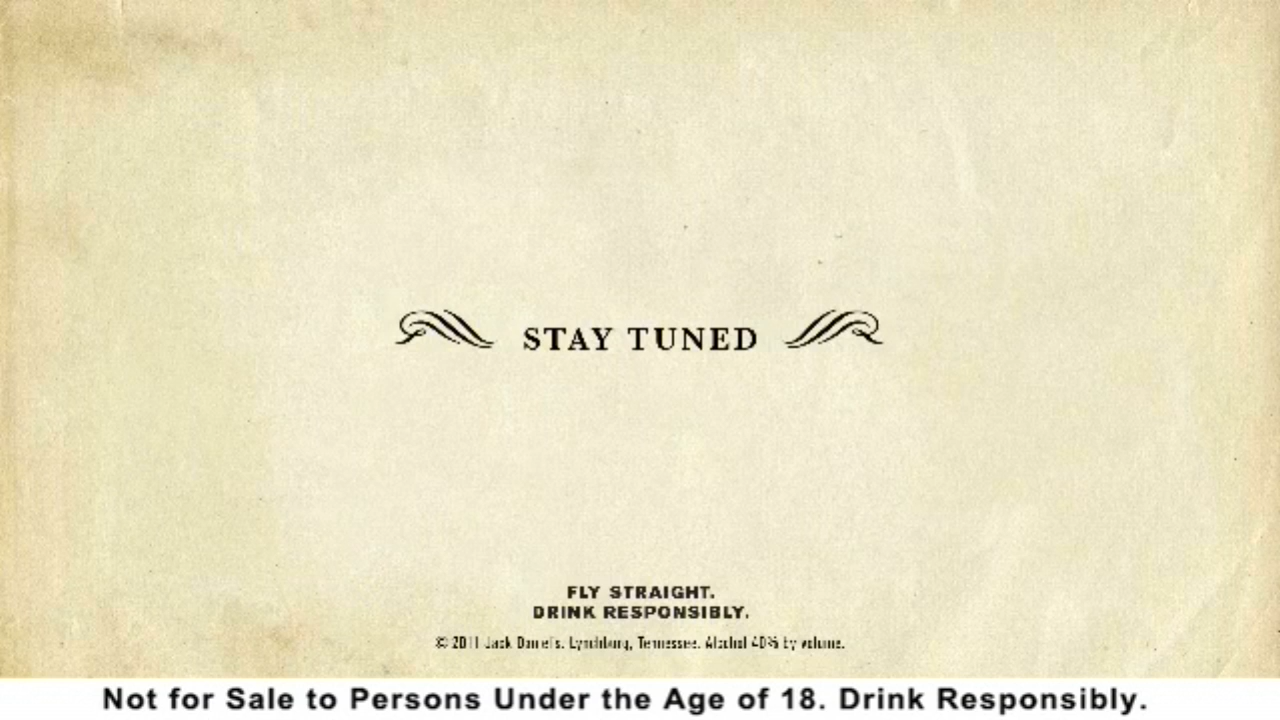 STAY TUNED
FLY STRAIGHT.
DRINK RESPONSIBLY.
© 2011 Jack Daniel's. Lynchburg, Tennessee. Alcohol 40% by volume.
Not for Sale to Persons Under the Age of 18. Drink Responsibly.